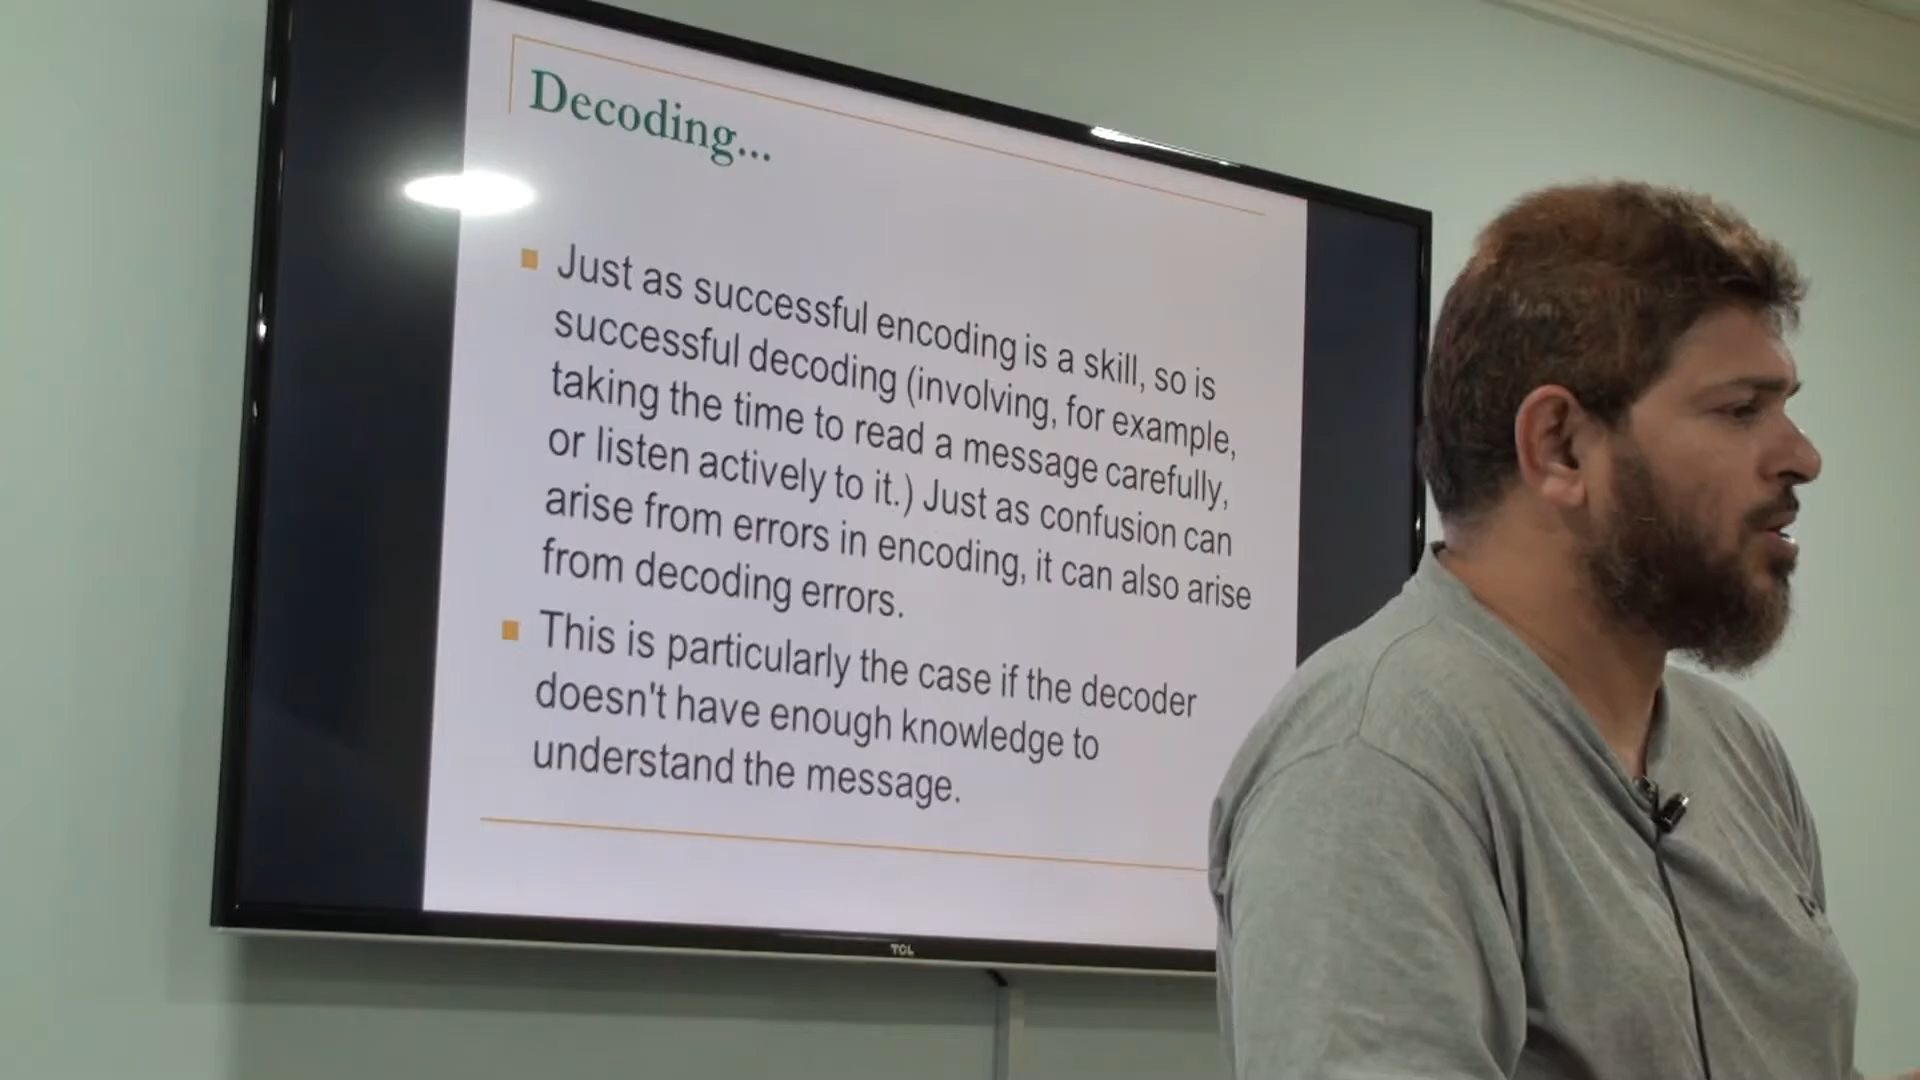 Decoding...
Just as successful encoding is a skill, so is
successful decoding (involving, for example,
taking the time to read a message carefully,
or listen actively to it.) Just as confusion can
arise from errors in encoding, it can also arise
from decoding errors.
This is particularly the case if the decoder
doesn't have enough knowledge to
understand the message.
TCL